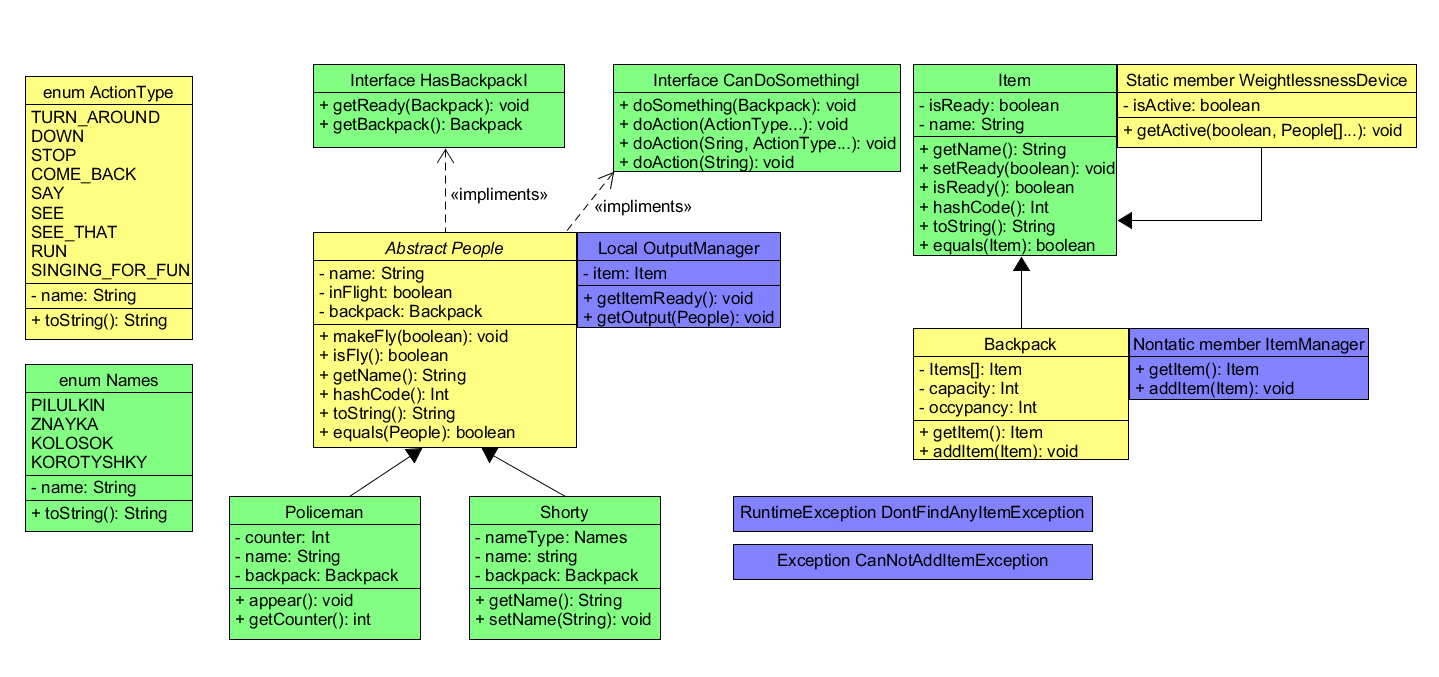 enum ActionType
TURN_AROUND
DOWN
STOP
COME_BACK
SAY
SEE
SEE_THAT
RUN
SINGING_FOR_FUN
- name: String
+ toString(): String
enum Names
PILULKIN
ZNAYKA
KOLOSOK
KOROTYSHKY
- name: String
+ toString(): String
Interface HasBackpackI
+ getReady(Backpack): void
+ getBackpack(): Backpack
Interface CanDoSomethingI
+ doSomething(Backpack): void
+ doAction(ActionType...): void
+ doAction(Sring, ActionType...): void
+ doAction(String): void
«impliments»
«impliments»
Abstract People
- name: String
- inFlight: boolean
- backpack: Backpack
+ makeFly(boolean): void
+ isFly(): boolean
+ getName(): String
+ hashCode(): Int
+ toString(): String
+ equals(People): boolean
Local OutputManager
- item: Item
+ getItemReady(): void
+ getOutput(People): void
Policeman
- counter: Int
- name: String
- backpack: Backpack
+ appear(): void
+ getCounter(): int
Shorty
- nameType: Names
- name: string
- backpack: Backpack
+ getName(): String
+ setName(String): void
Item
- isReady: boolean
- name: String
+ getName(): String
+ setReady(boolean): void
+ isReady(): boolean
+ hashCode(): Int
+ toString(): String
+ equals(Item): boolean
Static member WeightlessnessDevice
- isActive: boolean
+ getActive(boolean, People[]...): void
Backpack
- Items[]: Item
- capacity: Int
- occypancy: Int
+ getItem(): Item
+ addItem(Item): void
Nontatic member ItemManager
+ getItem(): Item
+ addItem(Item): void
RuntimeException DontFindAnyItemException
Exception CanNotAddItemException